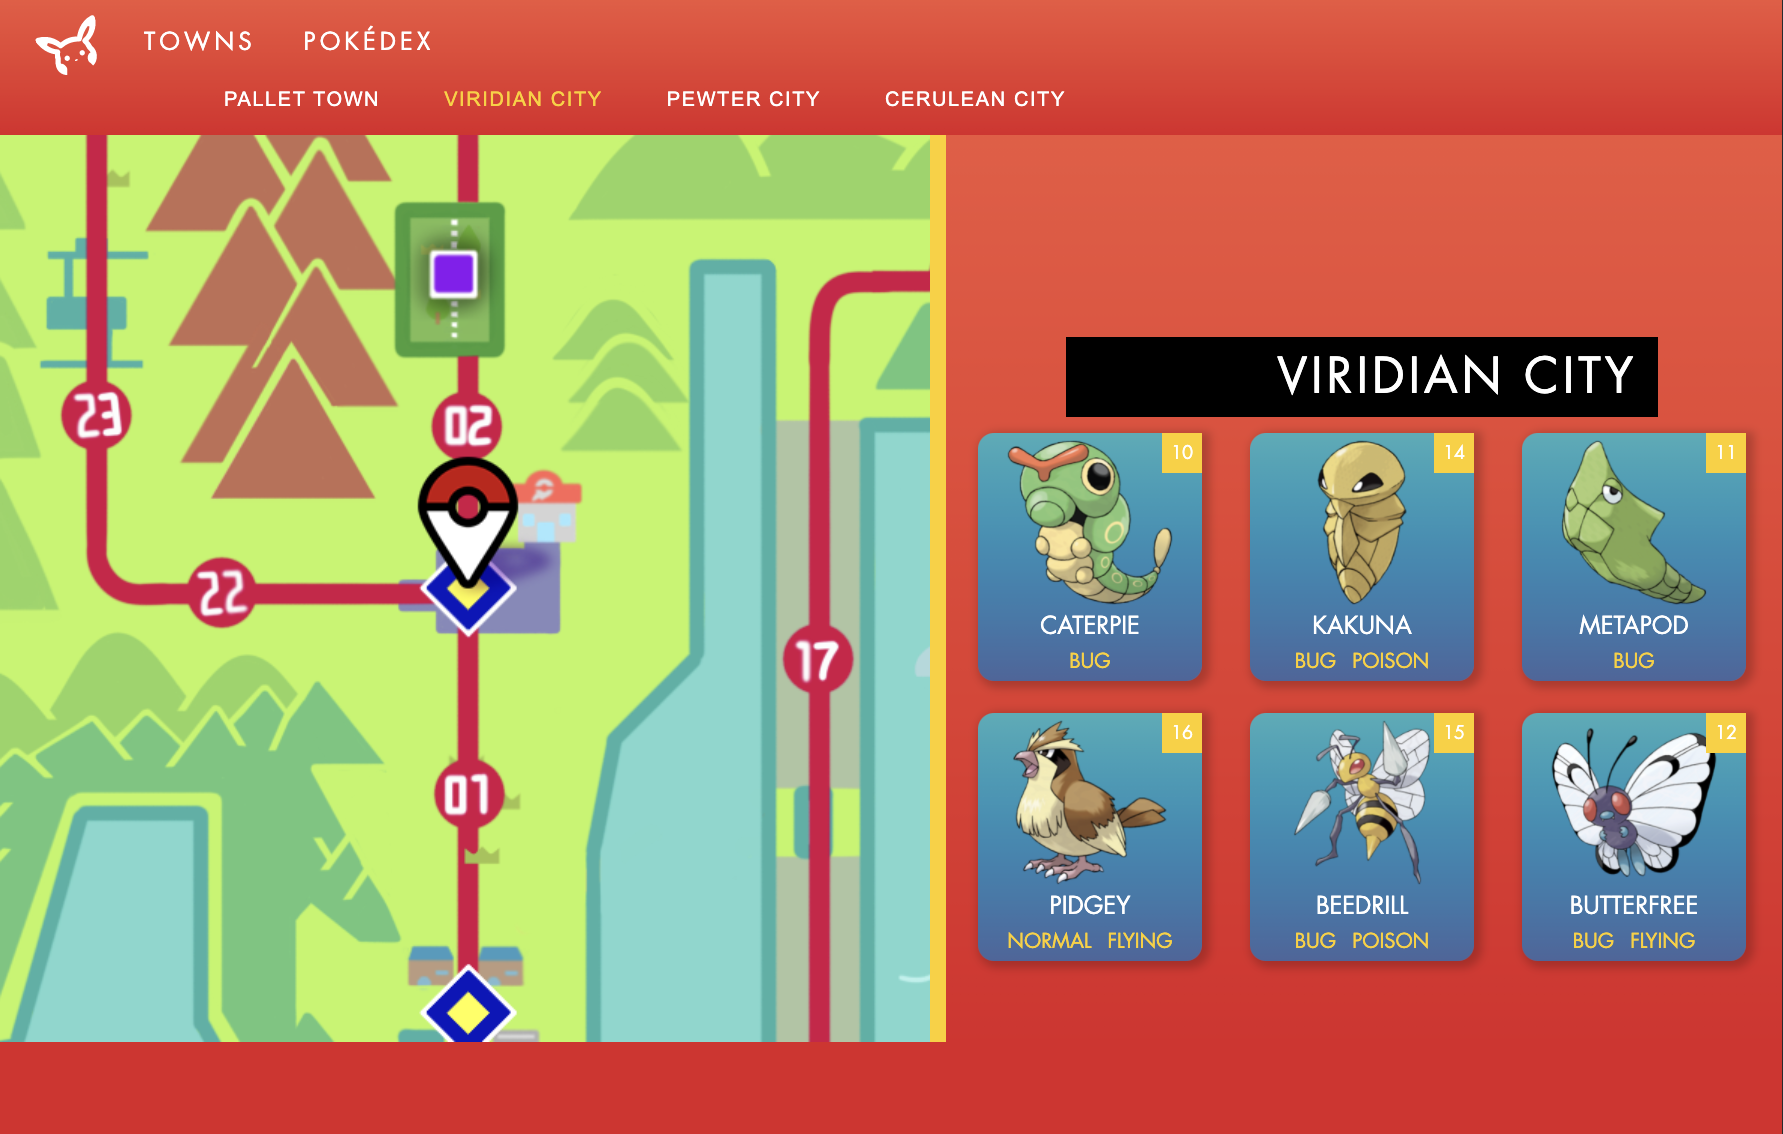 TOWNS POKÉDEX
PALLET TOWN VIRIDIAN CITY PEWTER CITY CERULEAN CITY
23
02
22
17
01
VIRIDIAN CITY
10
CATERPIE
BUG
14
KAKUNA
BUG POISON
11
METAPOD
BUG
16
PIDGEY
NORMAL FLYING
15
BEEDRILL
BUG POISON
12
BUTTERFREE
BUG FLYING